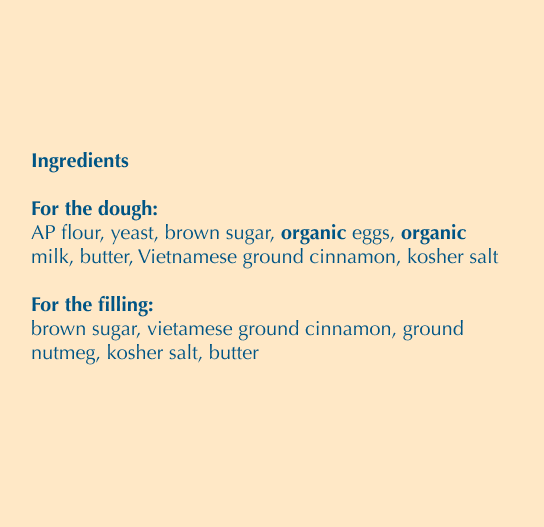 Ingredients
For the dough:
AP flour, yeast, brown sugar, organic eggs, organic
milk, butter, Vietnamese ground cinnamon, kosher salt
For the filling:
brown sugar, vietamese ground cinnamon, ground
nutmeg, kosher salt, butter